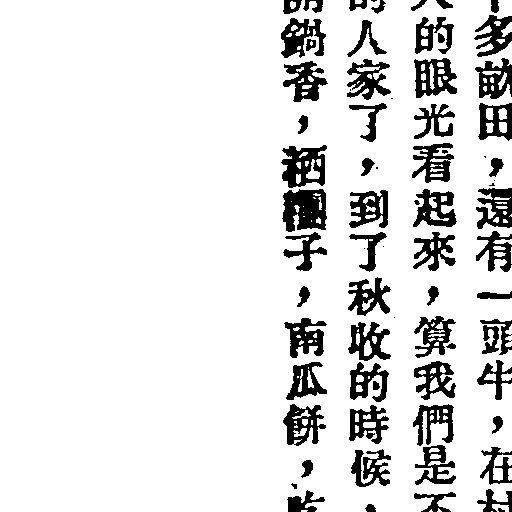 多畝田，還有一頭牛，在
的眼光看起來，算我們是
人家了，到了秋收的時候，
鍋香，栖糰子，南瓜餅，